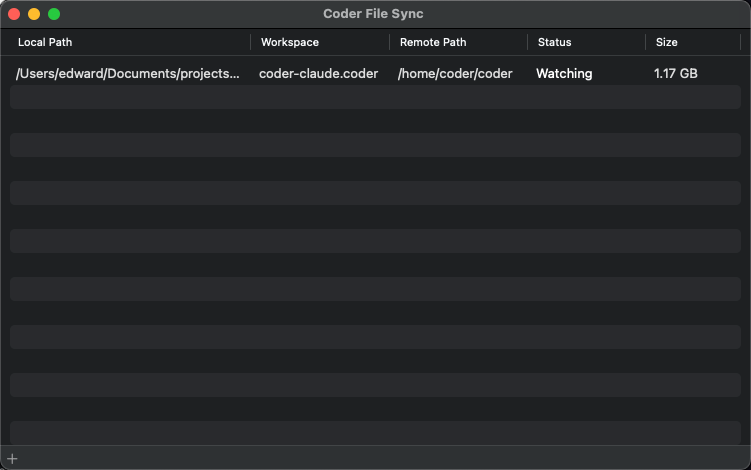 Coder File Sync
Local Path Workspace Remote Path Status Size
/Users/edward/Documents/projects... coder-claude.coder /home/coder/coder Watching 1.17 GB
+